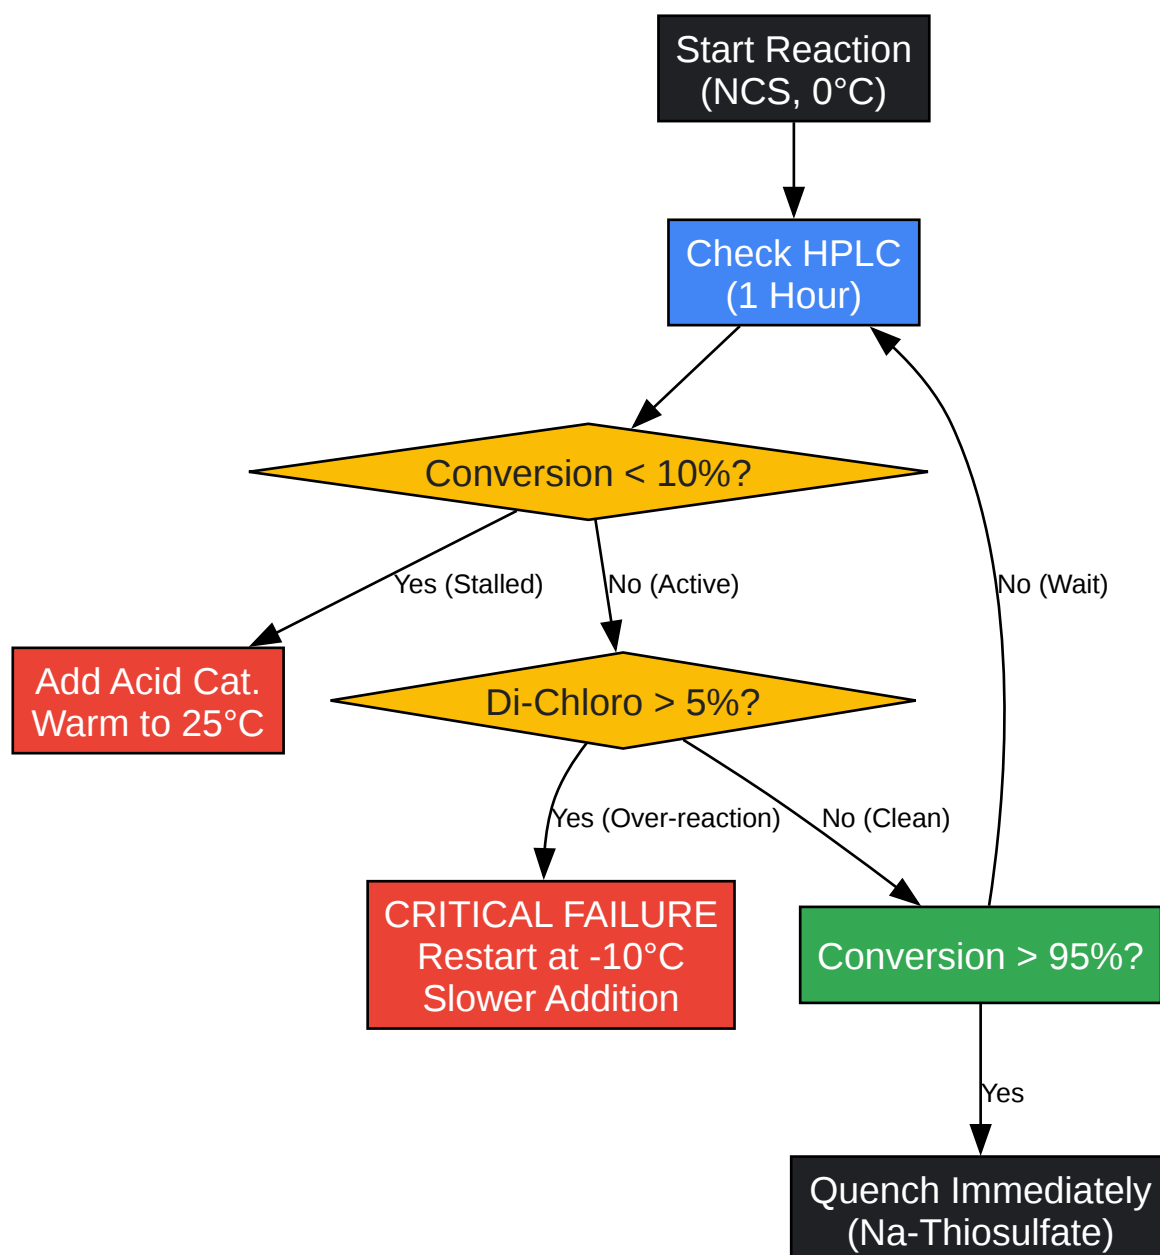 Start Reaction
(NCS, 0°C)
Check HPLC
(1 Hour)
Conversion < 10%?
Yes (Stalled)
No (Active)
No (Wait)
Add Acid Cat.
Warm to 25°C
Di-Chloro > 5%?
Yes (Over-reaction)
No (Clean)
CRITICAL FAILURE
Restart at -10°C
Slower Addition
Conversion > 95%?
Yes
Quench Immediately
(Na-Thiosulfate)